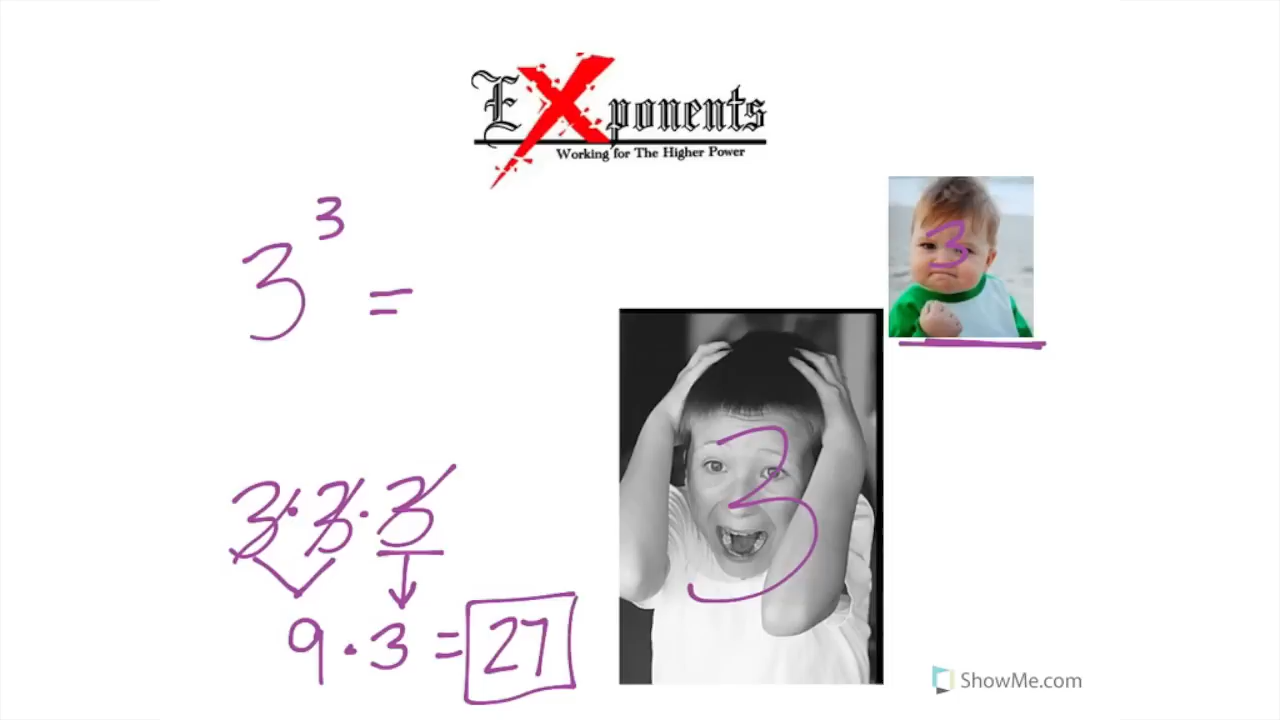 Exponents
Working for The Higher Power
3³ =
3
3
3·3·3
9·3 = 27
ShowMe.com